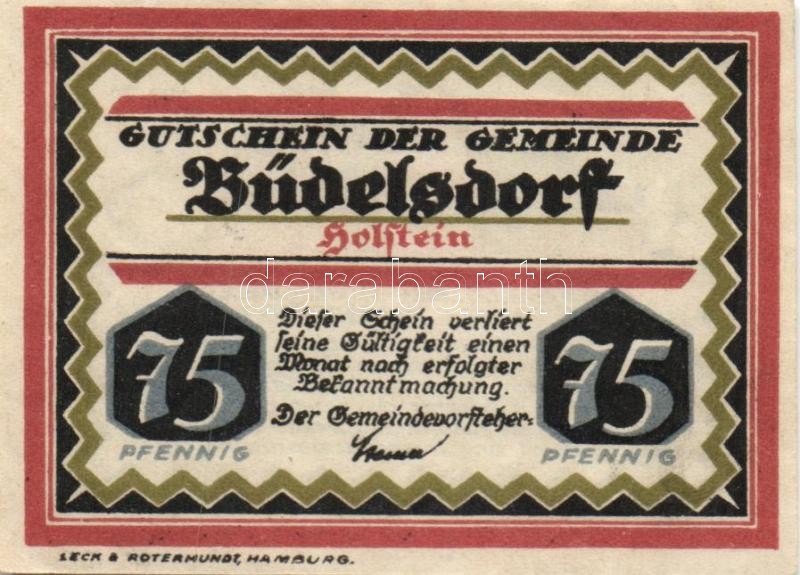 GUTSCHEIN DER GEMEINDE
Büdelsdorf
Holstein
darabanth
Dieser Schein verliert
seine Gültigkeit einen
Monat nach erfolgter
Bekanntmachung.
Der Gemeindevorsteher:
75 75
PFENNIG PFENNIG
LECK & ROTERMUNDT, HAMBURG.